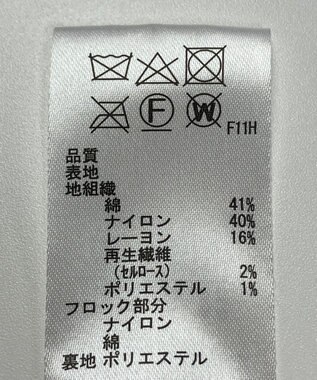 F W F11H
品質
表地
地組織
綿 41%
ナイロン 40%
レーヨン 16%
再生繊維
(セルロース) 2%
ポリエステル 1%
フロック部分
ナイロン
綿
裏地 ポリエステル